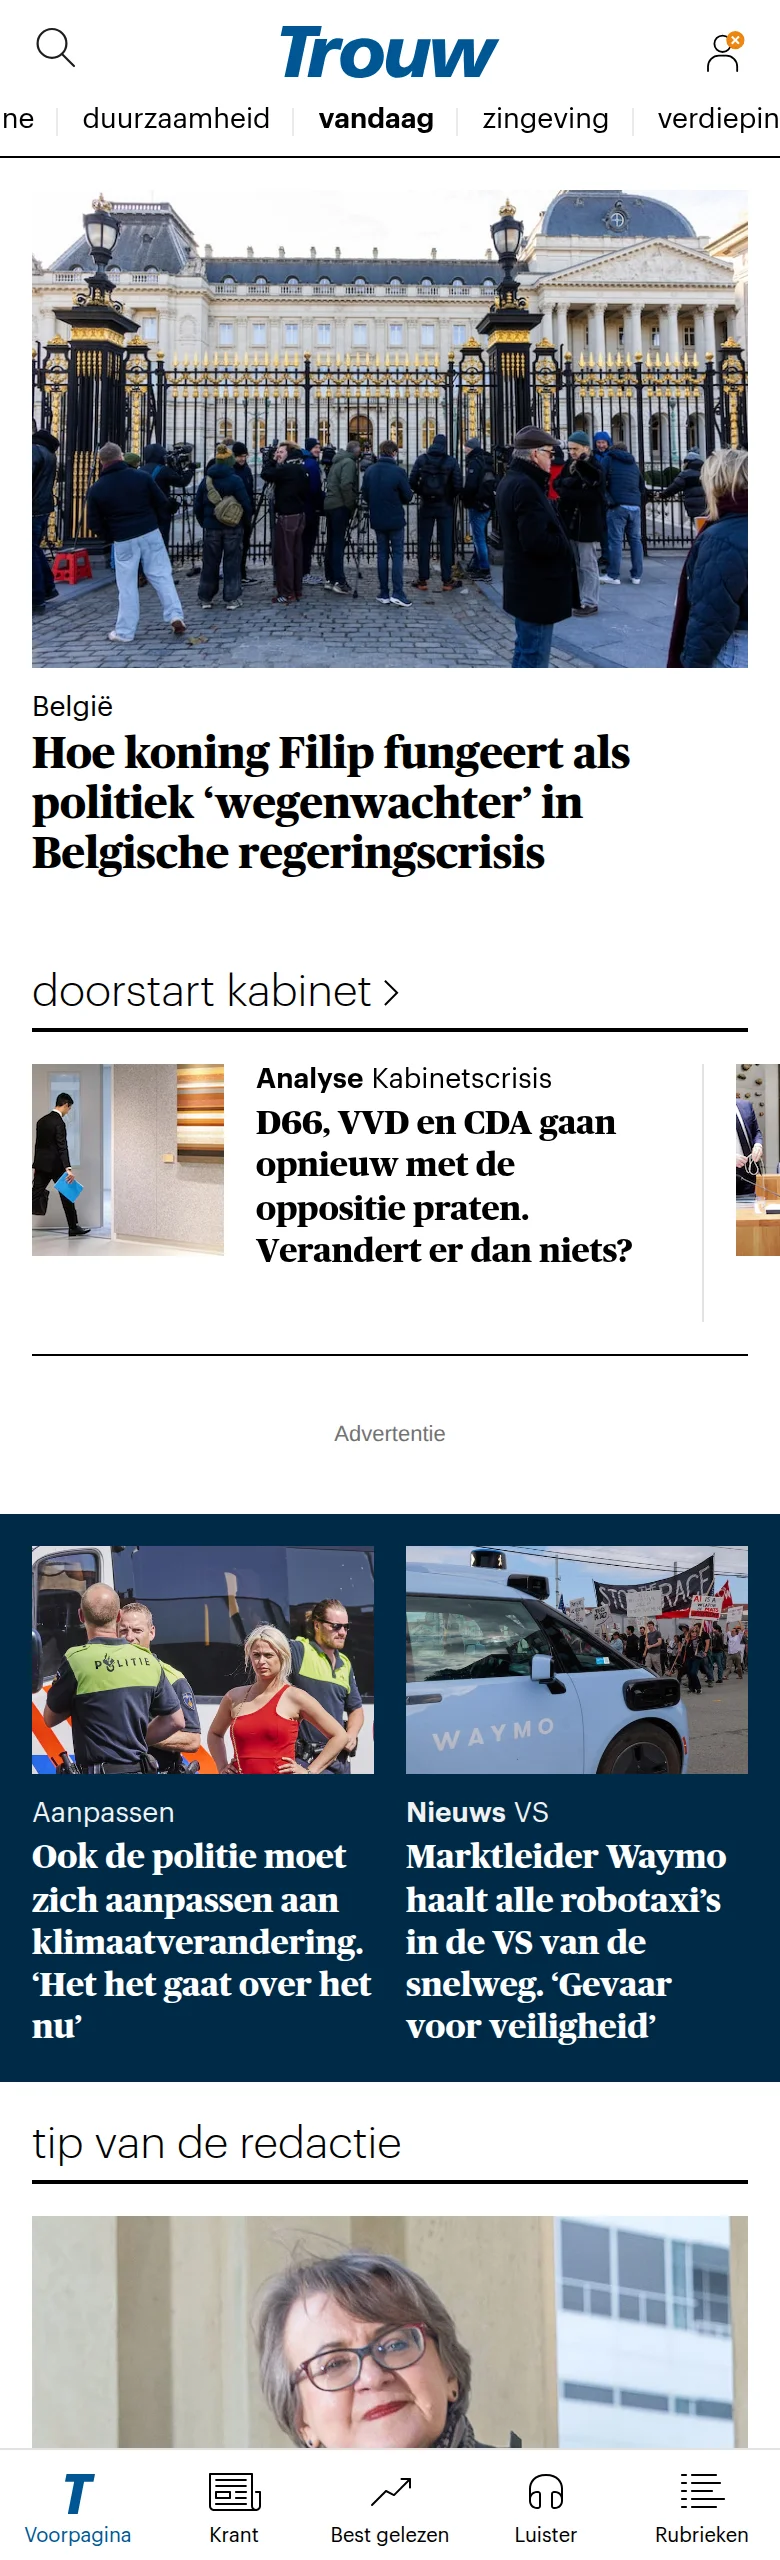 Trouw
ne duurzaamheid vandaag zingeving verdiepin
België
Hoe koning Filip fungeert als
politiek ‘wegenwachter’ in
Belgische regeringscrisis
doorstart kabinet
Analyse Kabinetscrisis
D66, VVD en CDA gaan
opnieuw met de
oppositie praten.
Verandert er dan niets?
Advertentie
POLITIE
WAYMO
Aanpassen
Ook de politie moet
zich aanpassen aan
klimaatverandering.
‘Het het gaat over het
nu’
Nieuws VS
Marktleider Waymo
haalt alle robotaxi’s
in de VS van de
snelweg. ‘Gevaar
voor veiligheid’
tip van de redactie
T
Voorpagina Krant Best gelezen Luister Rubrieken